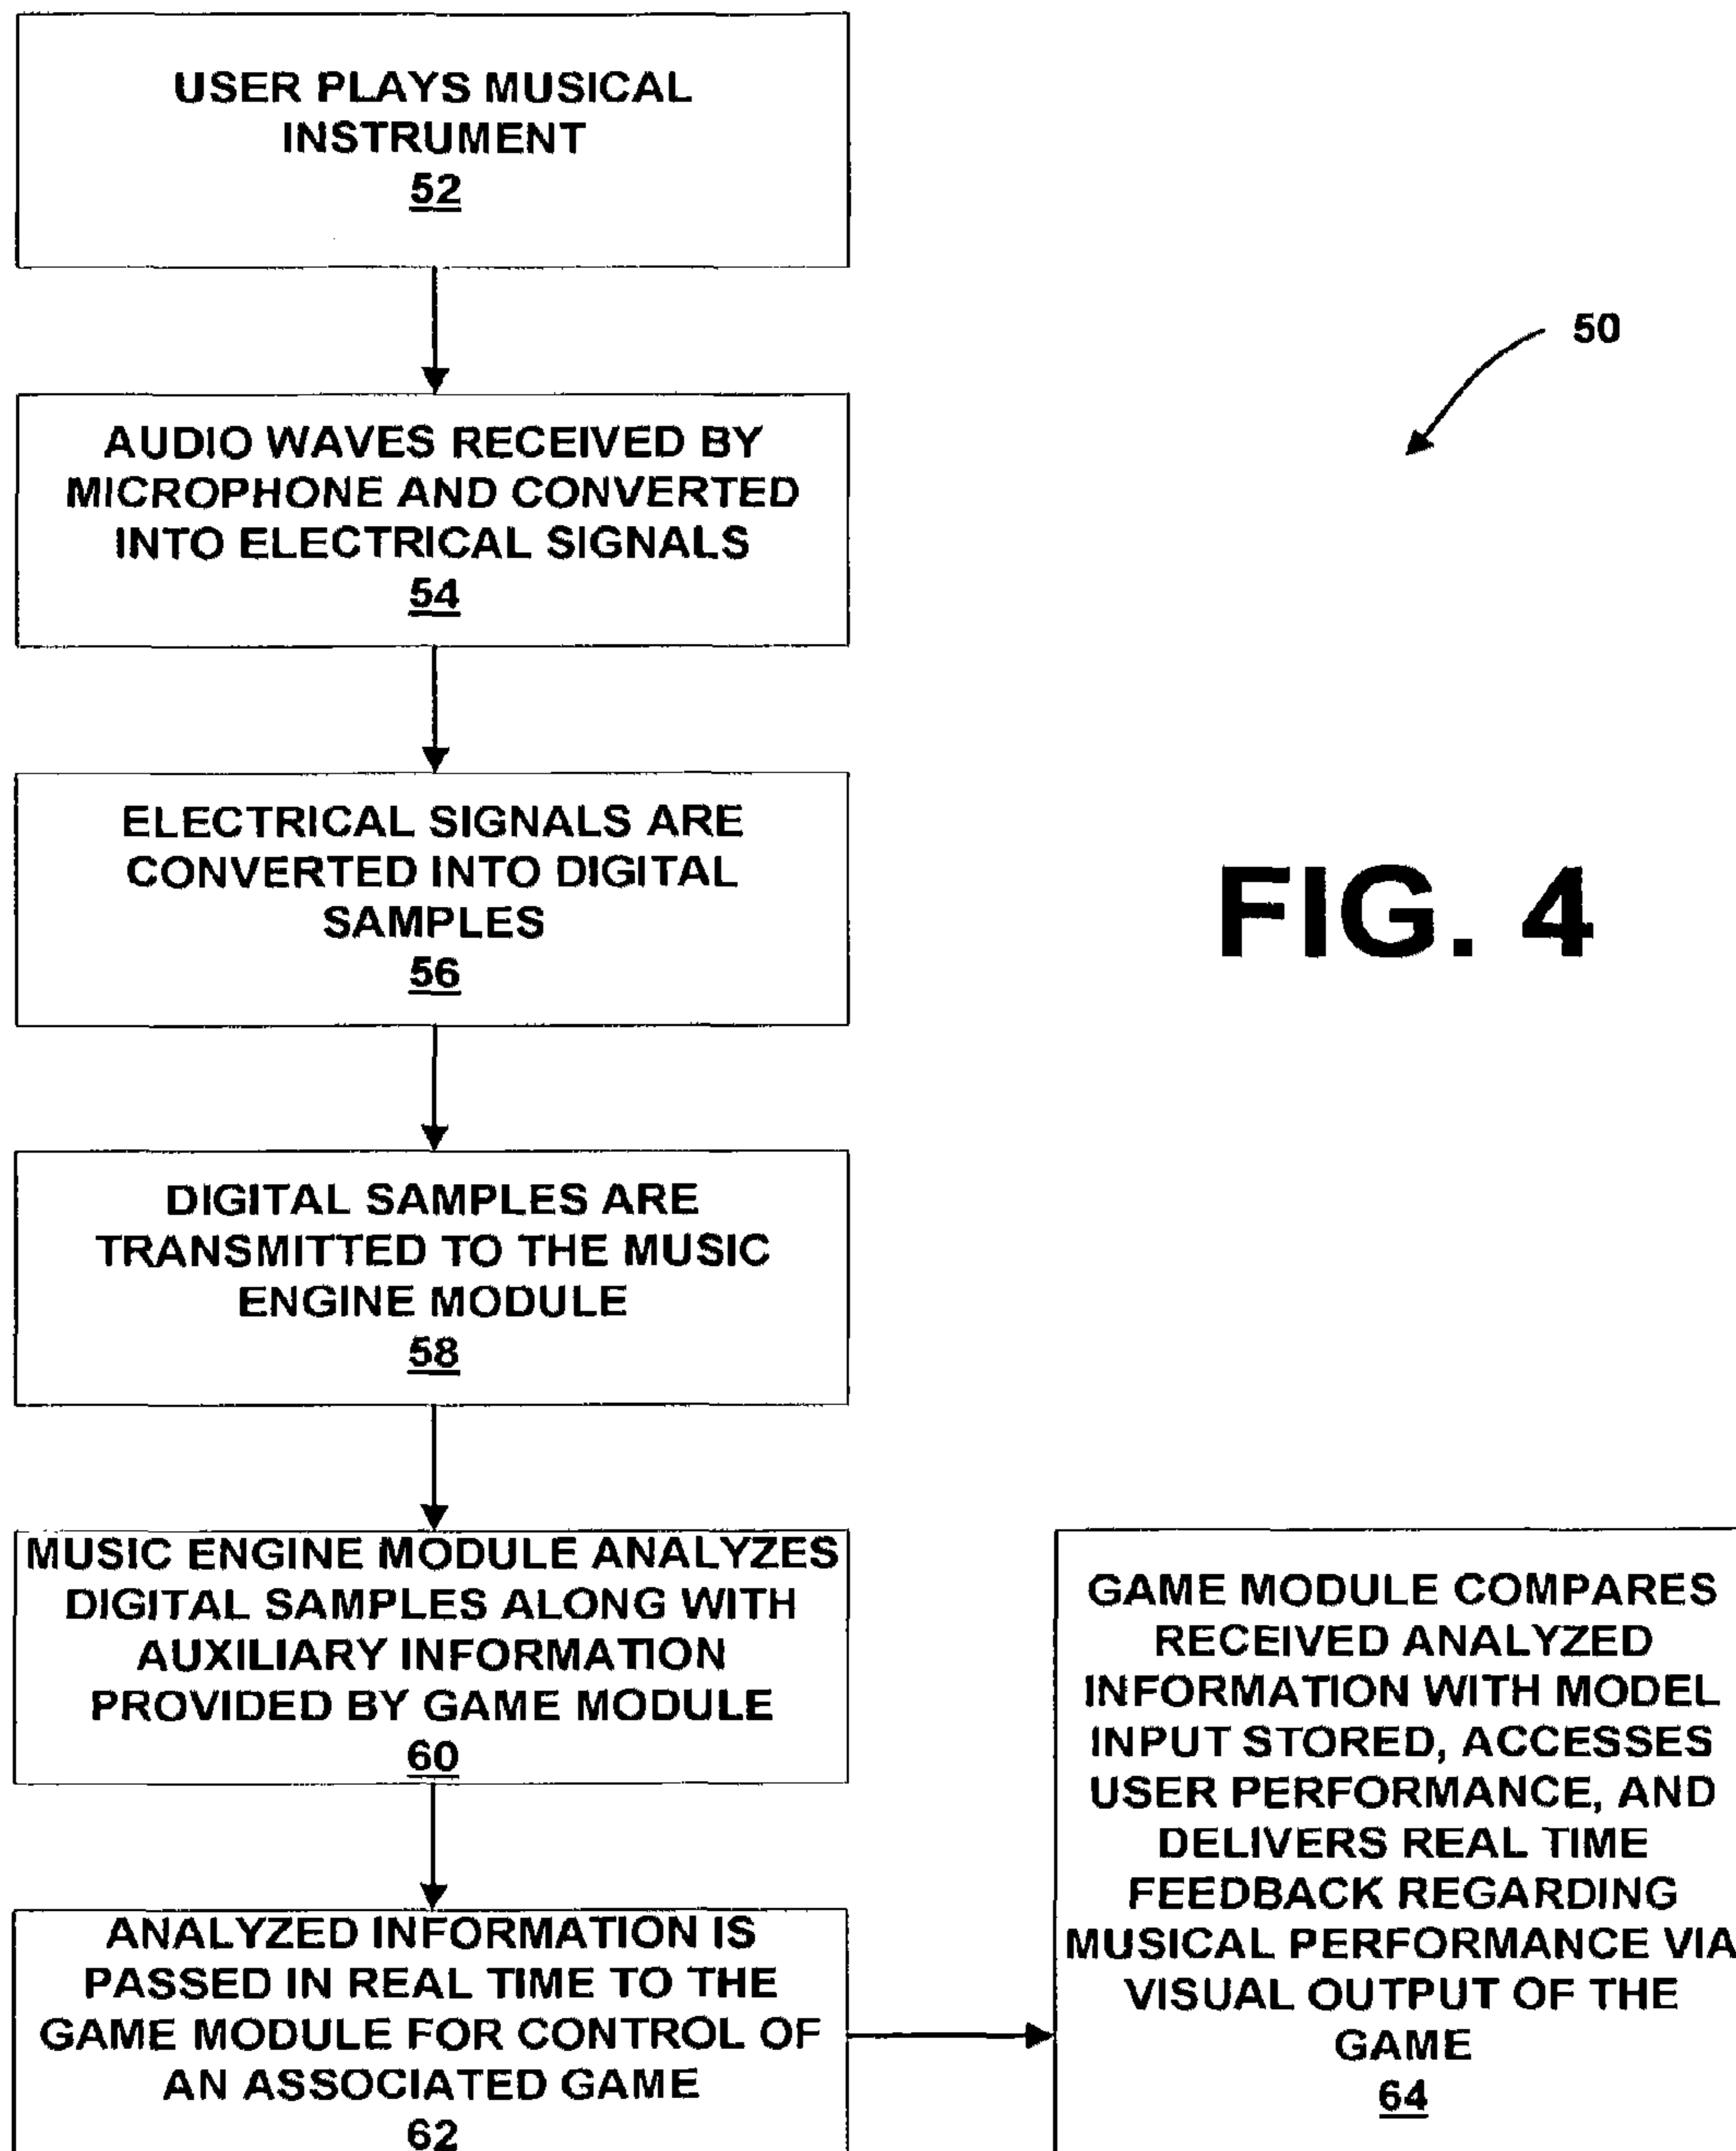 USER PLAYS MUSICAL
INSTRUMENT
52
50
AUDIO WAVES RECEIVED BY
MICROPHONE AND CONVERTED
INTO ELECTRICAL SIGNALS
54
ELECTRICAL SIGNALS ARE
CONVERTED INTO DIGITAL
SAMPLES
56
FIG. 4
DIGITAL SAMPLES ARE
TRANSMITTED TO THE MUSIC
ENGINE MODULE
58
MUSIC ENGINE MODULE ANALYZES
DIGITAL SAMPLES ALONG WITH
AUXILIARY INFORMATION
PROVIDED BY GAME MODULE
60
ANALYZED INFORMATION IS
PASSED IN REAL TIME TO THE
GAME MODULE FOR CONTROL OF
AN ASSOCIATED GAME
62
GAME MODULE COMPARES
RECEIVED ANALYZED
INFORMATION WITH MODEL
INPUT STORED, ACCESSES
USER PERFORMANCE, AND
DELIVERS REAL TIME
FEEDBACK REGARDING
MUSICAL PERFORMANCE VIA
VISUAL OUTPUT OF THE
GAME
64